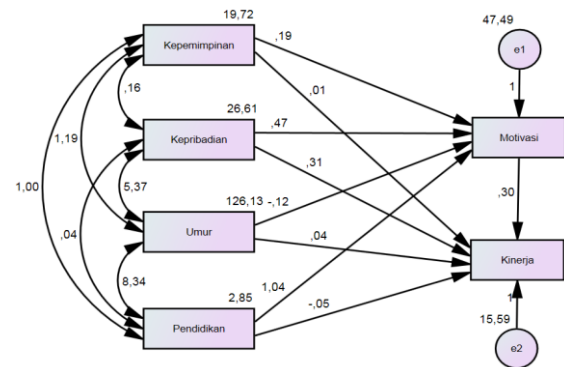 19,72
Kepemimpinan
47,49
e1
,19
1
,16
,01
26,61
Kepribadian
,47
Motivasi
1,19
,31
1,00
5,37
126,13 -,12
Umur
,30
,04
,04
Kinerja
8,34
2,85
1,04
Pendidikan
-,05
1
15,59
e2